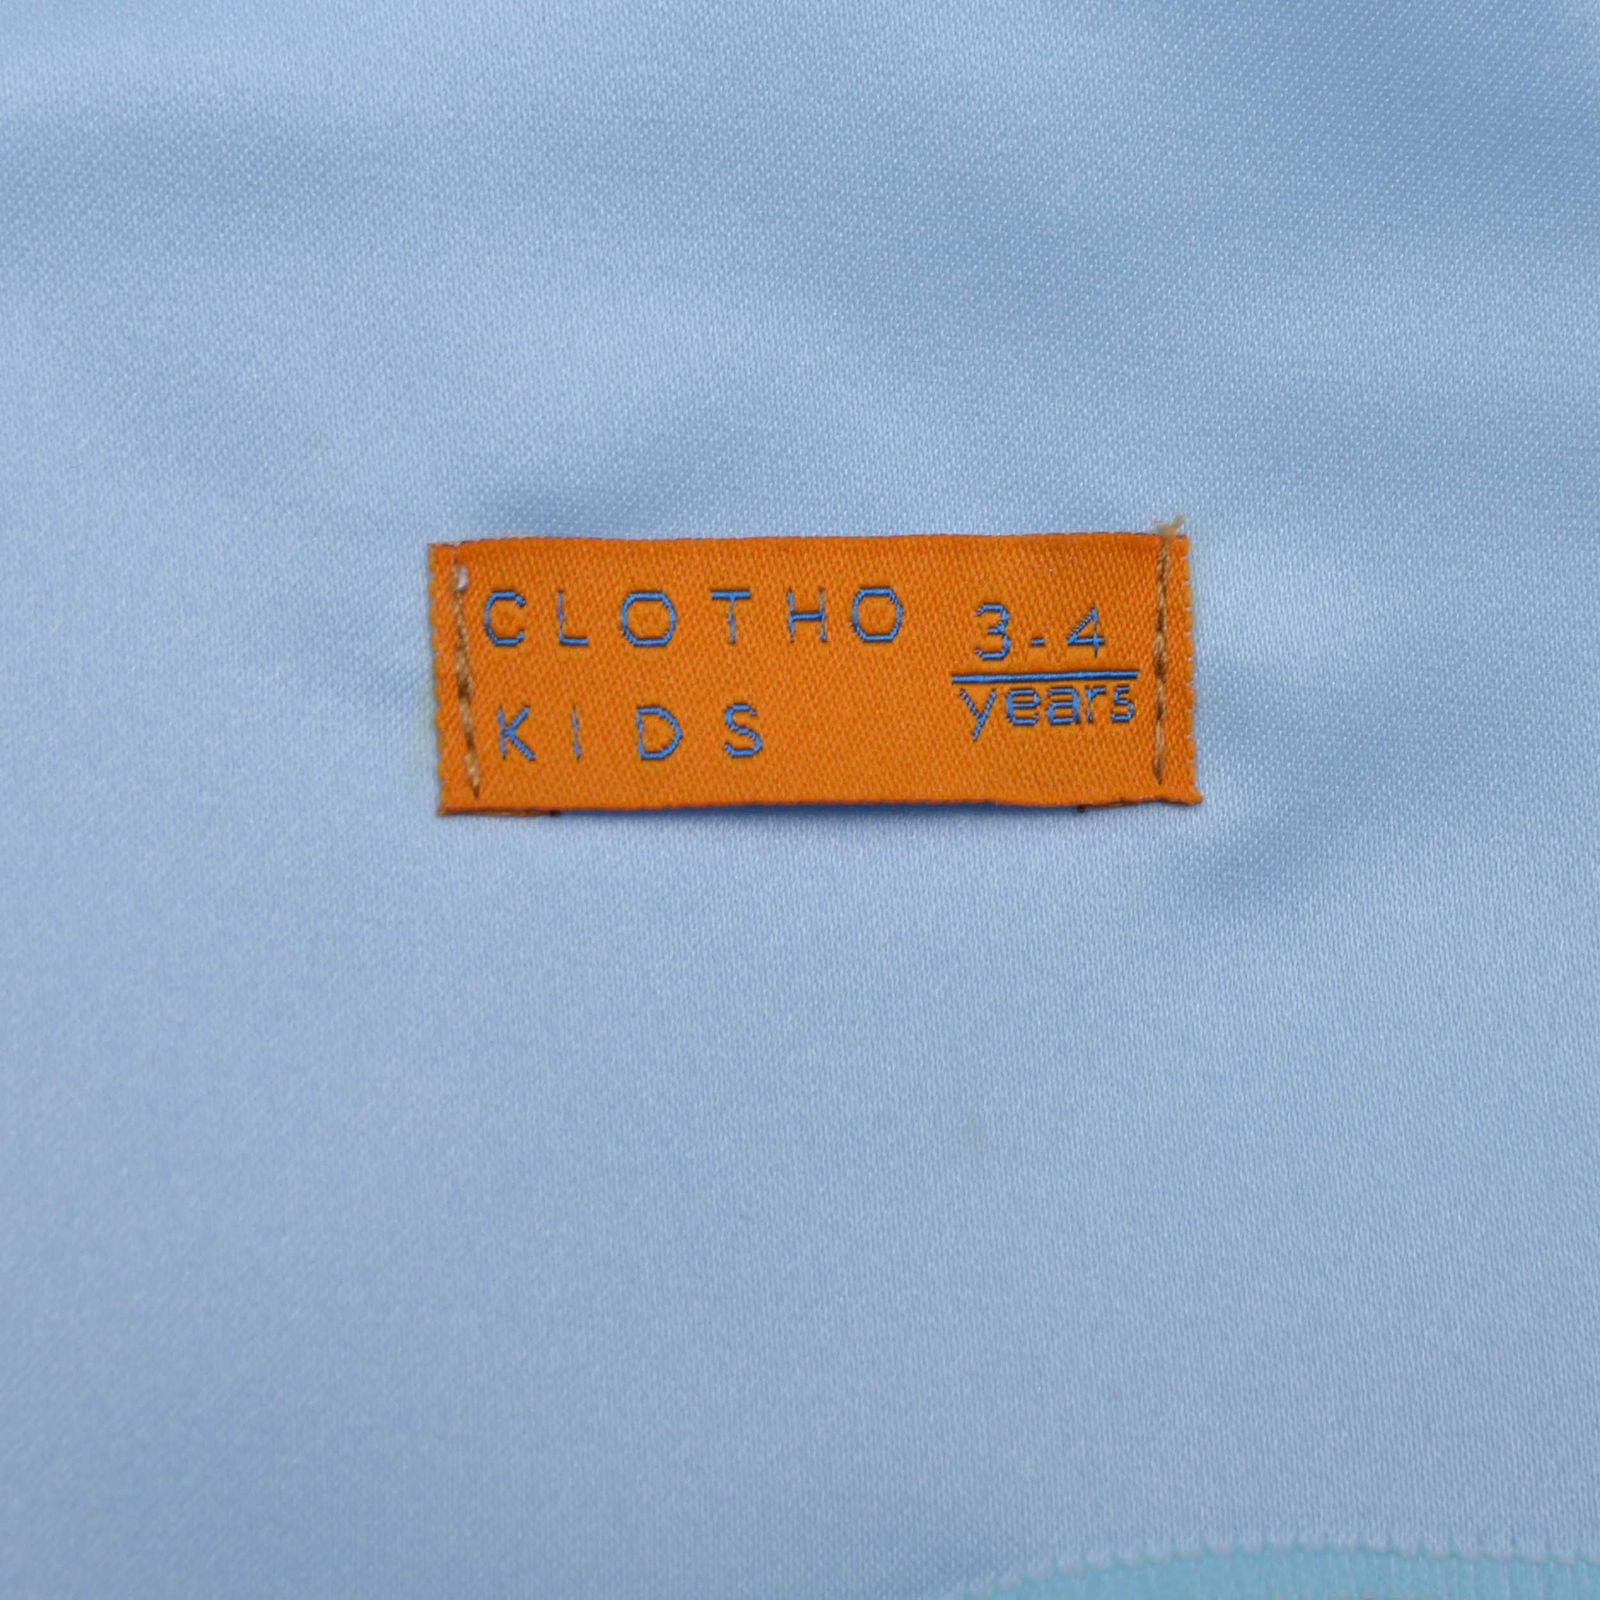 CLOTHO
KIDS
3-4
years